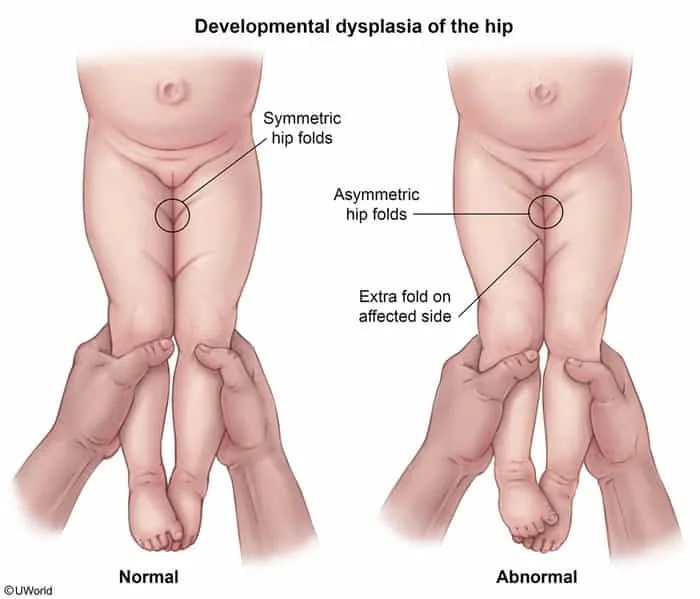 Developmental dysplasia of the hip
Symmetric
hip folds
Asymmetric
hip folds
Extra fold on
affected side
Normal
Abnormal
©UWorld